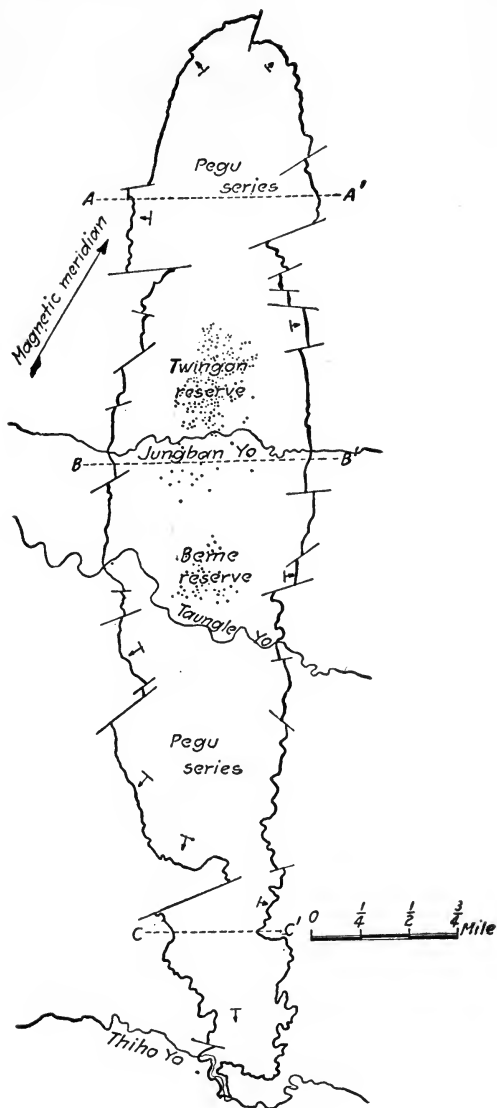 Pegu
series
A
A'
Magnetic meridian
Twingon
reserve
Jungban Yo
B
B'
Beme
reserve
Taungle Yo
Pegu
series
C
C'
0 1/4 1/2 3/4 Mile
Thiho Yo